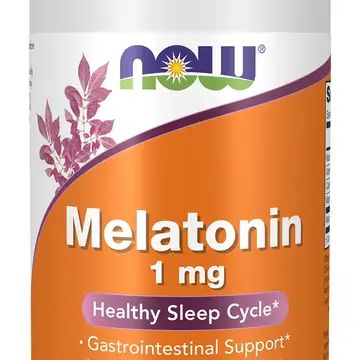 NOW
Melatonin
1 mg
Healthy Sleep Cycle*
• Gastrointestinal Support*